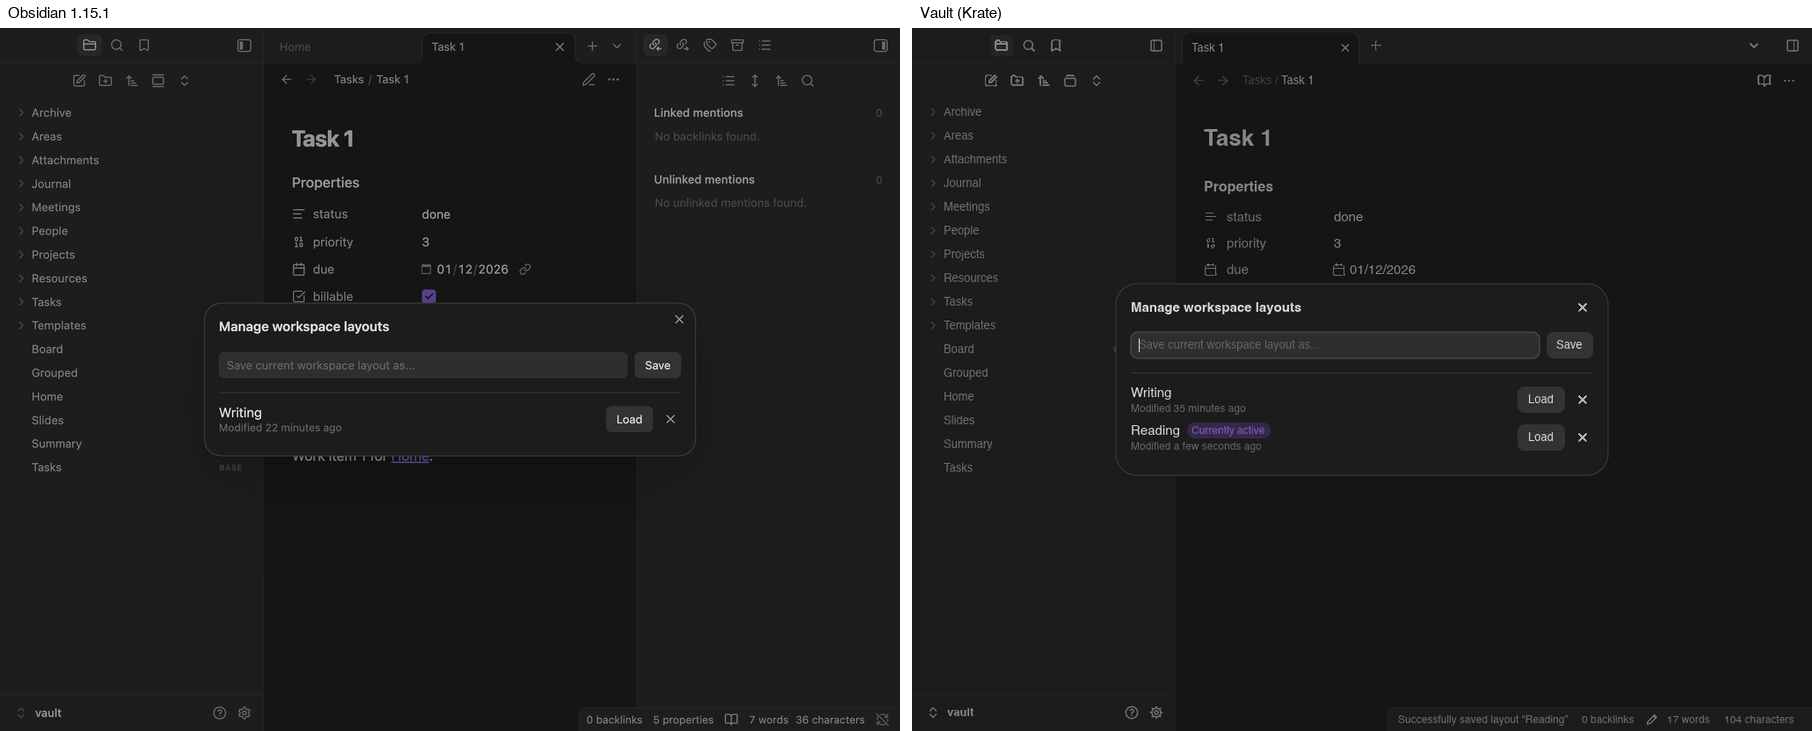 Obsidian 1.15.1
Home
Task 1
Tasks / Task 1
Archive
Areas
Attachments
Journal
Meetings
People
Projects
Resources
Tasks
Templates
Board
Grouped
Home
Slides
Summary
Tasks
BASE
Task 1
Properties
status done
priority 3
due 01/12/2026
billable
Linked mentions 0
No backlinks found.
Unlinked mentions 0
No unlinked mentions found.
Manage workspace layouts
Save current workspace layout as...
Save
Writing
Modified 22 minutes ago
Load
Work item 1 for Home.
vault
0 backlinks 5 properties 7 words 36 characters
Vault (Krate)
Task 1
Tasks / Task 1
Archive
Areas
Attachments
Journal
Meetings
People
Projects
Resources
Tasks
Templates
Board
Grouped
Home
Slides
Summary
Tasks
Task 1
Properties
status done
priority 3
due 01/12/2026
Manage workspace layouts
Save current workspace layout as...
Save
Writing
Modified 35 minutes ago
Load
Reading Currently active
Modified a few seconds ago
Load
vault
Successfully saved layout “Reading” 0 backlinks 17 words 104 characters